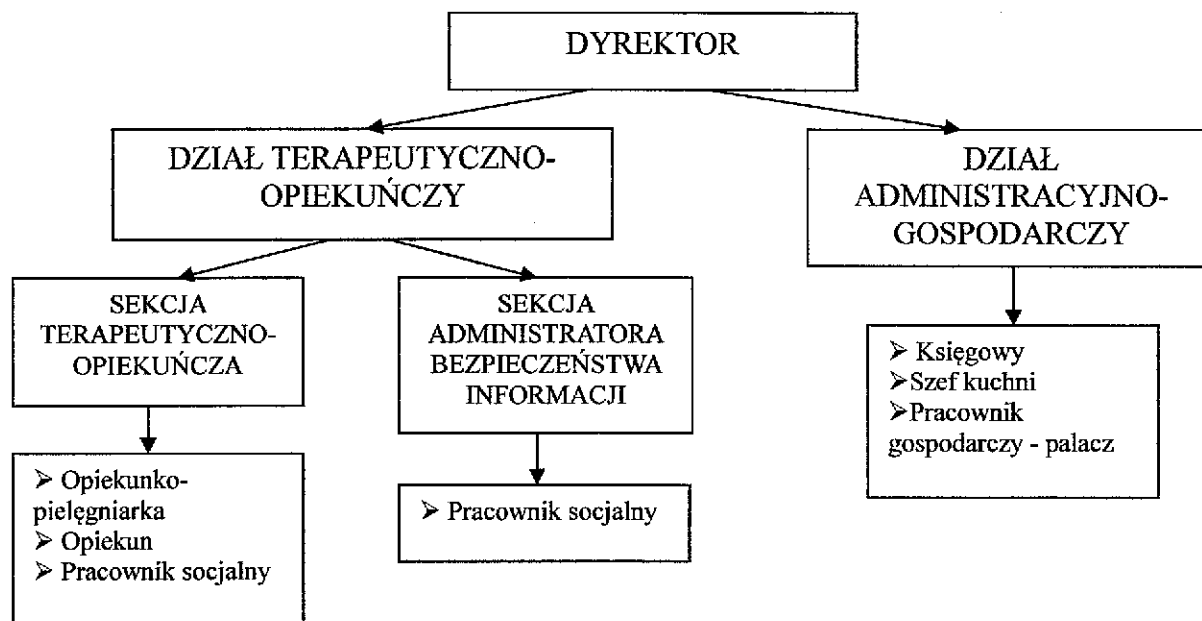 DYREKTOR
DZIAŁ TERAPEUTYCZNO-
OPIEKUŃCZY
DZIAŁ
ADMINISTRACYJNO-
GOSPODARCZY
SEKCJA
TERAPEUTYCZNO-
OPIEKUŃCZA
SEKCJA
ADMINISTRATORA
BEZPIECZEŃSTWA
INFORMACJI
➢ Księgowy
➢Szef kuchni
➢Pracownik
gospodarczy - palacz
➢ Opiekunko-
pielęgniarka
➢ Opiekun
➢ Pracownik socjalny
➢ Pracownik socjalny